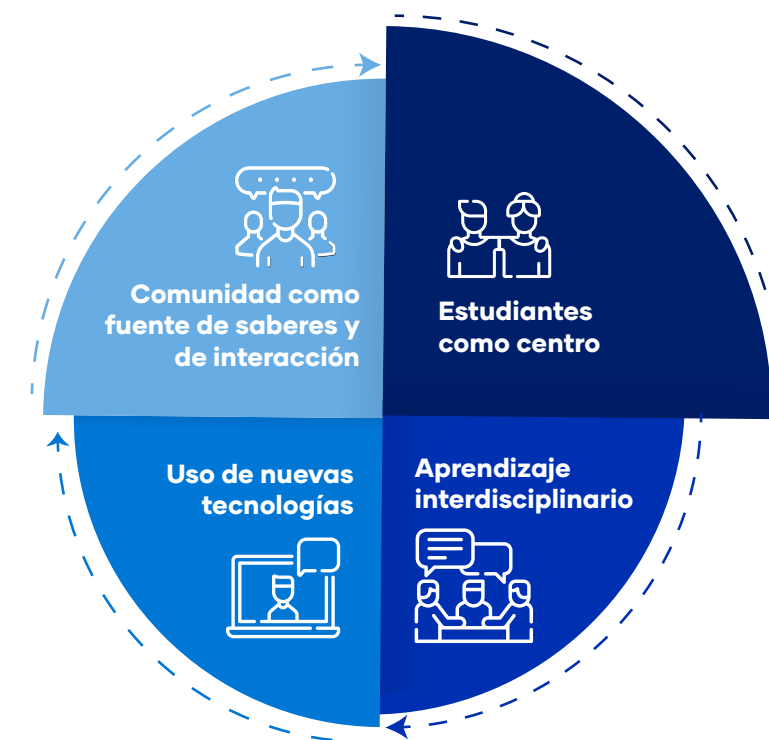 Comunidad como
fuente de saberes y
de interacción
Estudiantes
como centro
Uso de nuevas
tecnologías
Aprendizaje
interdisciplinario